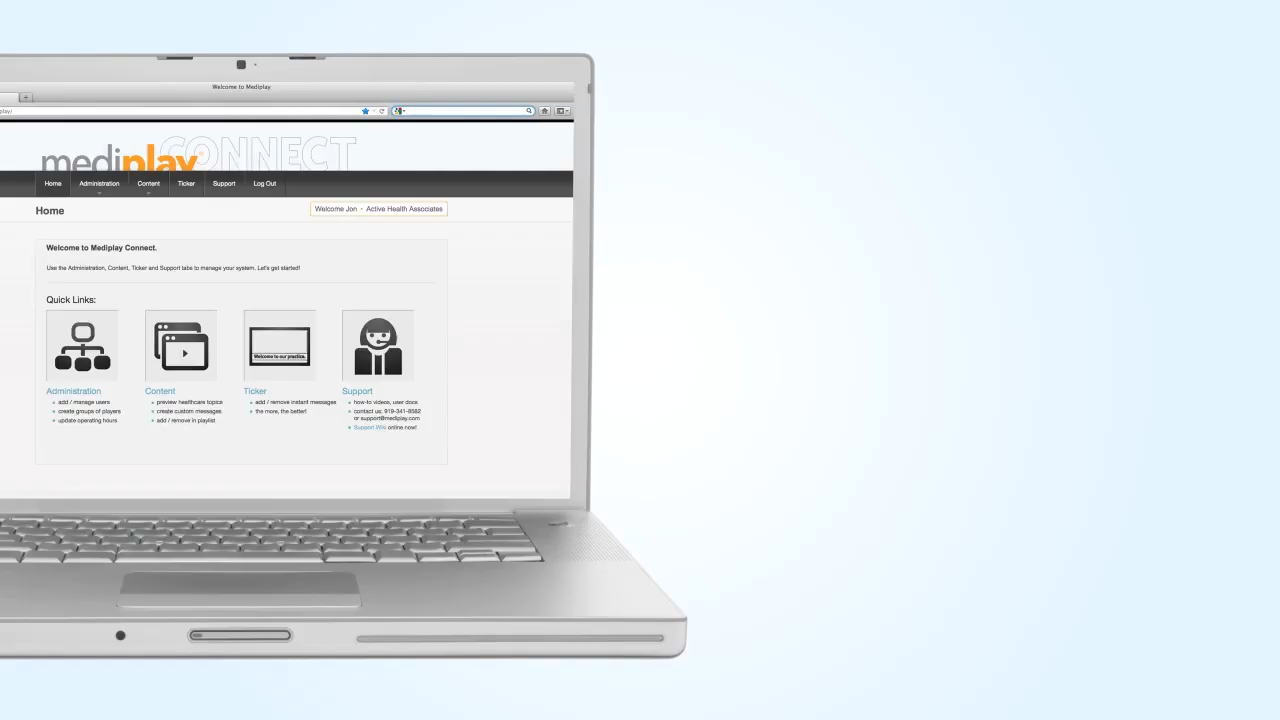 Welcome to Mediplay
play/
mediplay CONNECT
Home Administration Content Ticker Support Log Out
Home
Welcome Jon - Active Health Associates
Welcome to Mediplay Connect.
Use the Administration, Content, Ticker and Support tabs to manage your system. Let's get started!
Quick Links:
Welcome to our practice.
Administration
add / manage users
create groups of players
update operating hours
Content
preview healthcare topics
create custom messages
add / remove in playlist
Ticker
add / remove instant messages
the more, the better!
Support
how-to videos, user docs
contact us: 919-341-8582
or support@mediplay.com
Support Wiki online now!